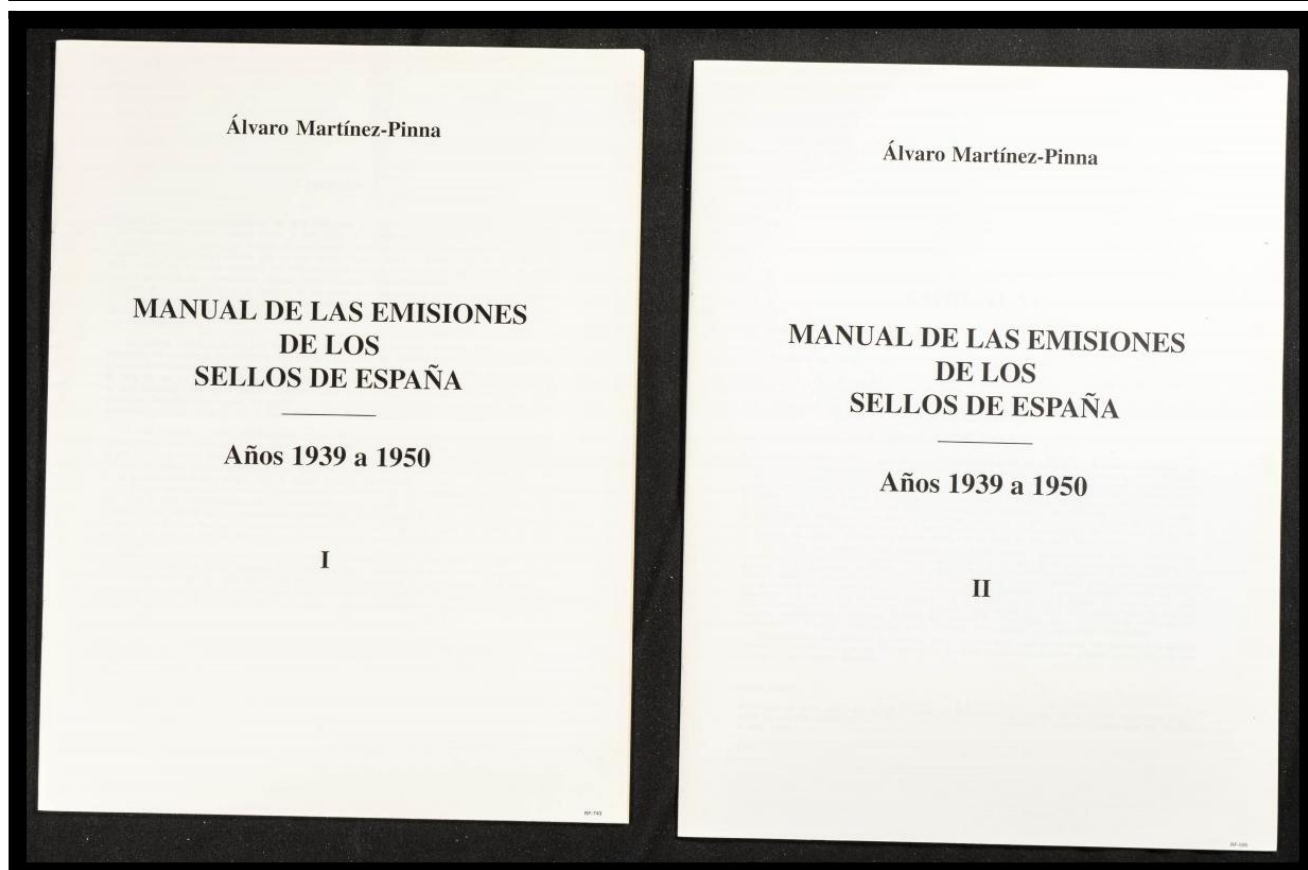 Álvaro Martínez-Pinna
MANUAL DE LAS EMISIONES
DE LOS
SELLOS DE ESPAÑA
Años 1939 a 1950
I
Álvaro Martínez-Pinna
MANUAL DE LAS EMISIONES
DE LOS
SELLOS DE ESPAÑA
Años 1939 a 1950
II